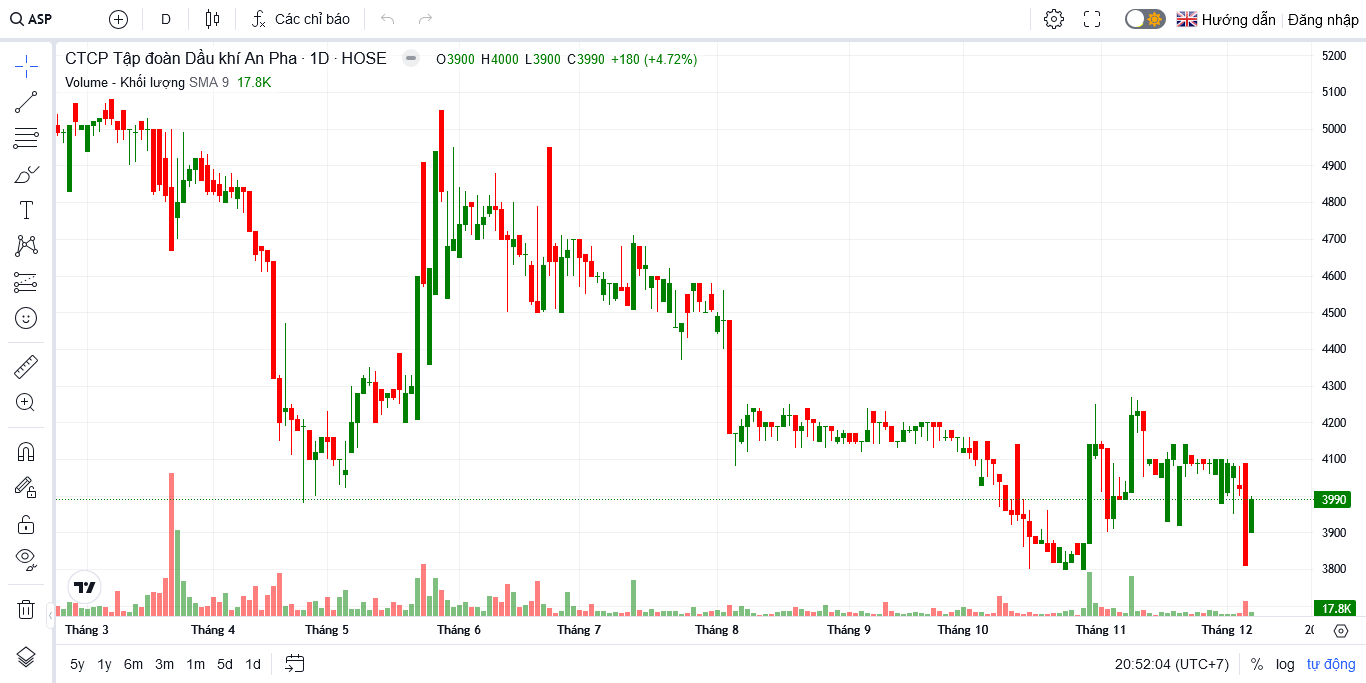 ASP D Các chỉ báo Hướng dẫn Đăng nhập
CTCP Tập đoàn Dầu khí An Pha · 1D · HOSE O3900 H4000 L3900 C3990 +180 (+4.72%)
Volume - Khối lượng SMA 9 17.8K
5200
5100
5000
4900
4800
4700
4600
4500
4400
4300
4200
4100
3990
3900
3800
17.8K
Tháng 3 Tháng 4 Tháng 5 Tháng 6 Tháng 7 Tháng 8 Tháng 9 Tháng 10 Tháng 11 Tháng 12
5y 1y 6m 3m 1m 5d 1d 20:52:04 (UTC+7) % log tự động